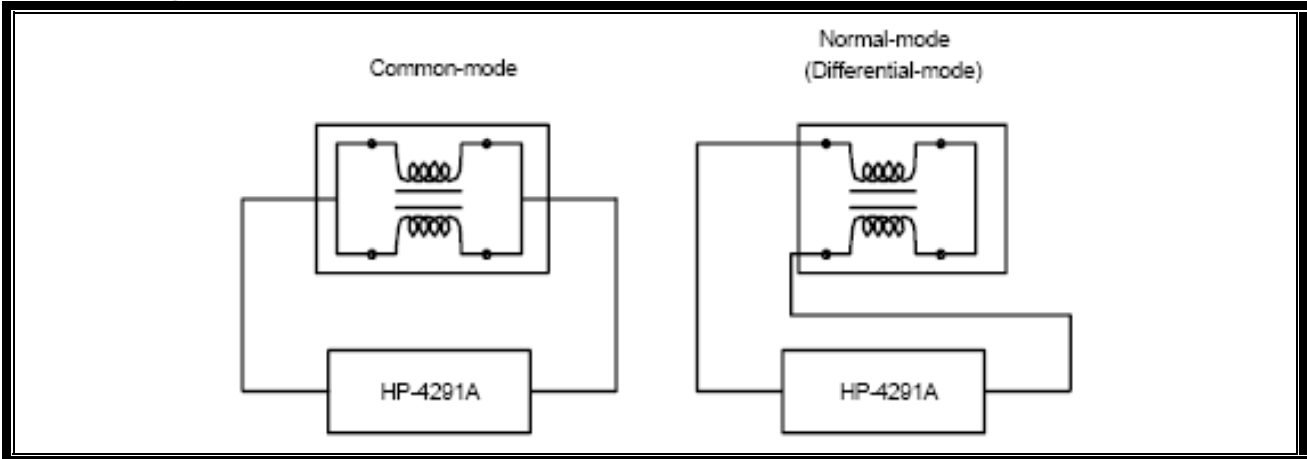 Common-mode
Normal-mode
(Differential-mode)
HP-4291A
HP-4291A